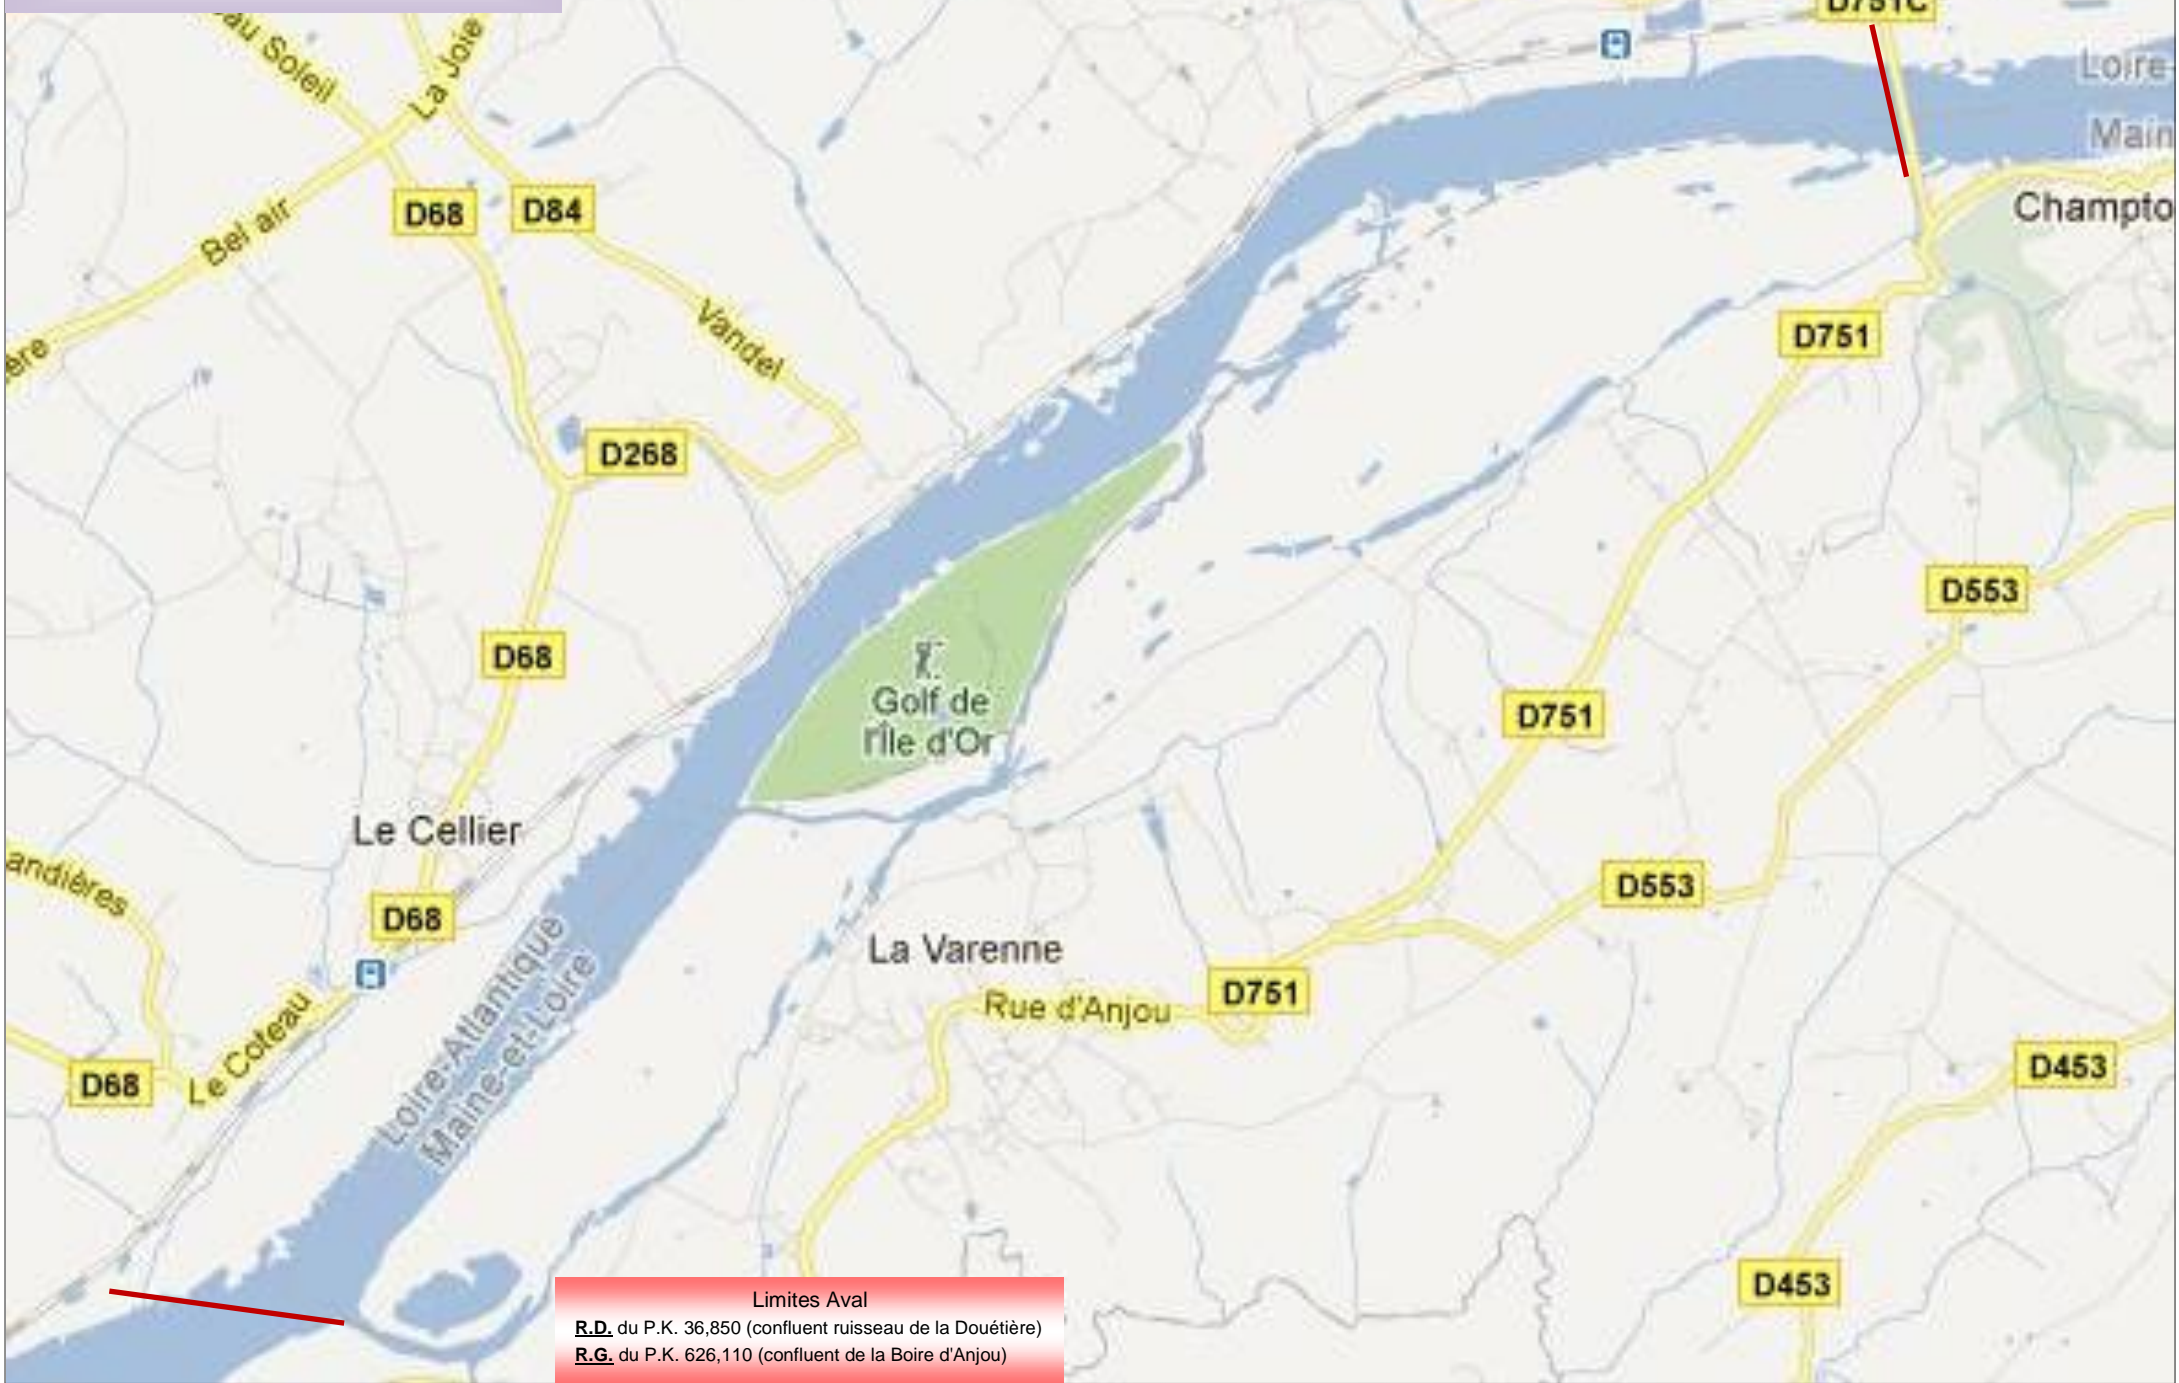 D751C
Loire
Main
au Soleil
La Joie
D68
D84
Champto
Bel air
Vandel
D751
ère
D268
D553
D68
Golf de
l'Île d'Or
D751
Le Cellier
andières
D553
D68
La Varenne
Loire-Atlantique
Maine-et-Loire
Rue d'Anjou
D751
Le Coteau
D68
D453
D453
Limites Aval
R.D. du P.K. 36,850 (confluent ruisseau de la Douétière)
R.G. du P.K. 626,110 (confluent de la Boire d'Anjou)